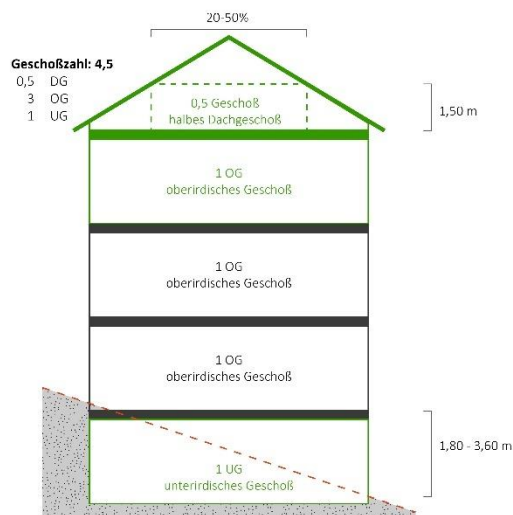 20-50%
Geschoßzahl: 4,5
0,5 DG
3 OG
1 UG
0,5 Geschoß
halbes Dachgeschoß
1,50 m
1 OG
oberirdisches Geschoß
1 OG
oberirdisches Geschoß
1 OG
oberirdisches Geschoß
1,80 - 3,60 m
1 UG
unterirdisches Geschoß